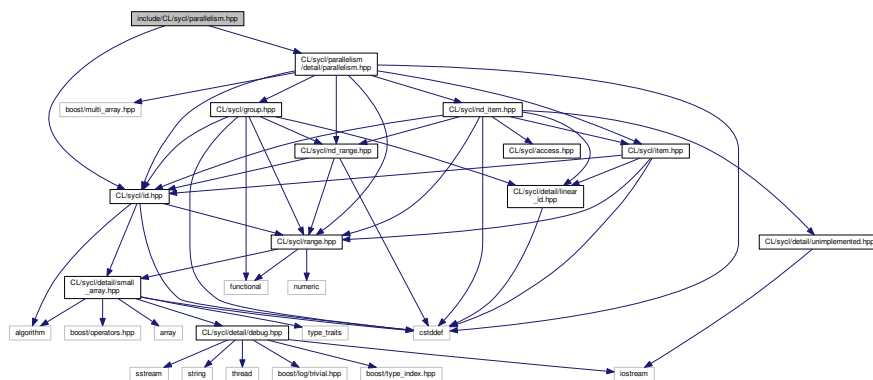 include/CL/sycl/parallelism.hpp
CL/sycl/parallelism
/detail/parallelism.hpp
boost/multi_array.hpp
CL/sycl/group.hpp
CL/sycl/nd_item.hpp
CL/sycl/nd_range.hpp
CL/sycl/access.hpp
CL/sycl/item.hpp
CL/sycl/id.hpp
CL/sycl/detail/linear
_id.hpp
CL/sycl/range.hpp
CL/sycl/detail/unimplemented.hpp
CL/sycl/detail/small
_array.hpp
functional
numeric
algorithm
boost/operators.hpp
array
CL/sycl/detail/debug.hpp
type_traits
cstddef
sstream
string
thread
boost/log/trivial.hpp
boost/type_index.hpp
iostream